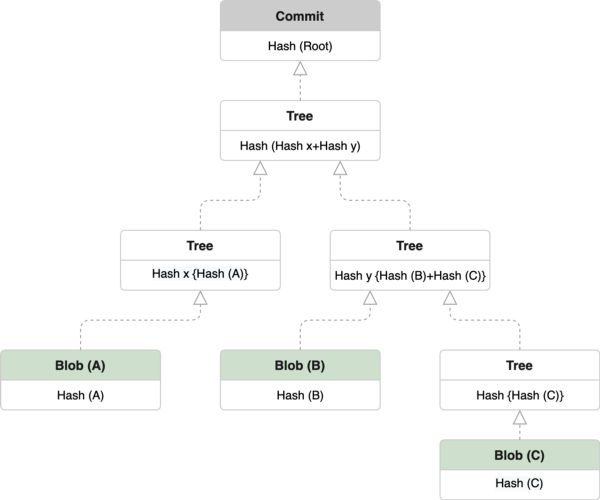 Commit
Hash (Root)
Tree
Hash (Hash x+Hash y)
Tree
Hash x {Hash (A)}
Tree
Hash y {Hash (B)+Hash (C)}
Blob (A)
Hash (A)
Blob (B)
Hash (B)
Tree
Hash {Hash (C)}
Blob (C)
Hash (C)